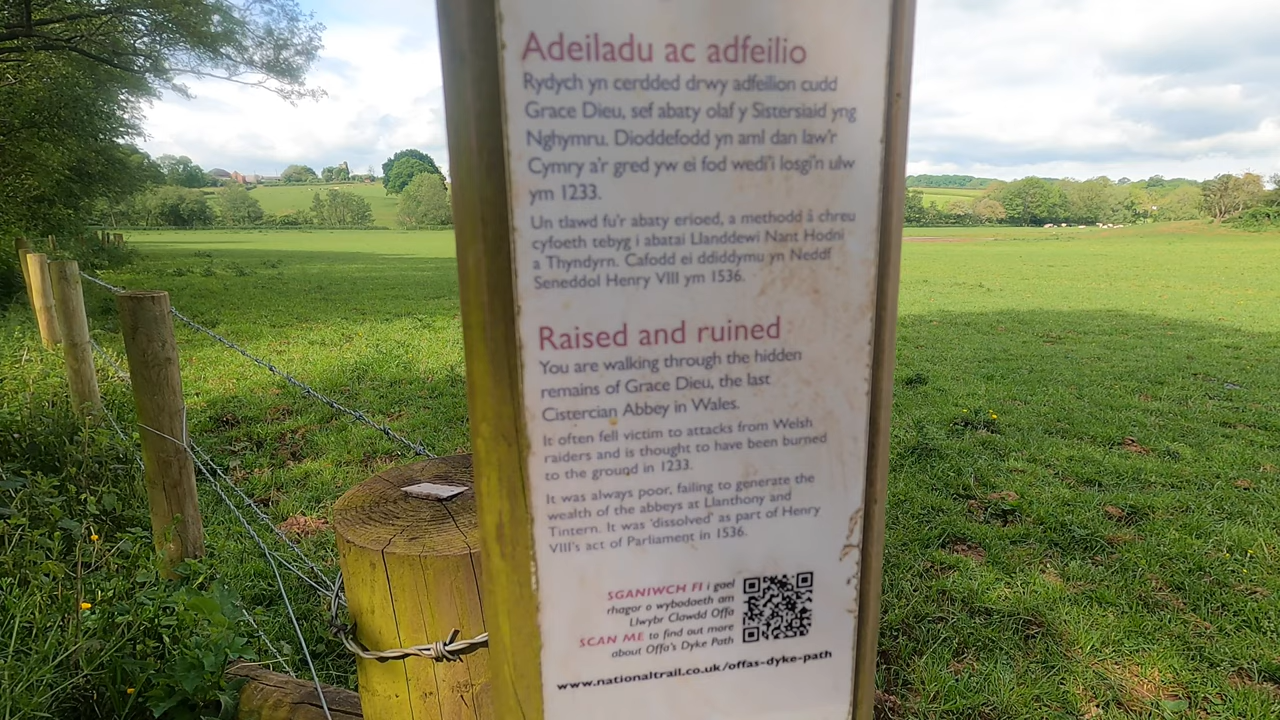 Adeiladu ac adfeilio
Rydych yn cerdded drwy adfeilion cudd
Grace Dieu, sef abaty olaf y Sistersiaid yng
Nghymru. Dioddefodd yn aml dan law'r
Cymry a'r gred yw ei fod wedi'i losgi'n ulw
ym 1233.
Un tlawd fu'r abaty erioed, a methodd â chreu
cyfoeth tebyg i abatai Llanddewi Nant Hodni
a Thyndyrn. Cafodd ei ddiddymu yn Neddf
Seneddol Henry VIII ym 1536.
Raised and ruined
You are walking through the hidden
remains of Grace Dieu, the last
Cistercian Abbey in Wales.
It often fell victim to attacks from Welsh
raiders and is thought to have been burned
to the ground in 1233.
It was always poor, failing to generate the
wealth of the abbeys at Llanthony and
Tintern. It was 'dissolved' as part of Henry
VIII's act of Parliament in 1536.
SGANIWCH FI i gael
rhagor o wybodaeth am
Llwybr Clawdd Offa
SCAN ME to find out more
about Offa's Dyke Path
www.nationaltrail.co.uk/offas-dyke-path